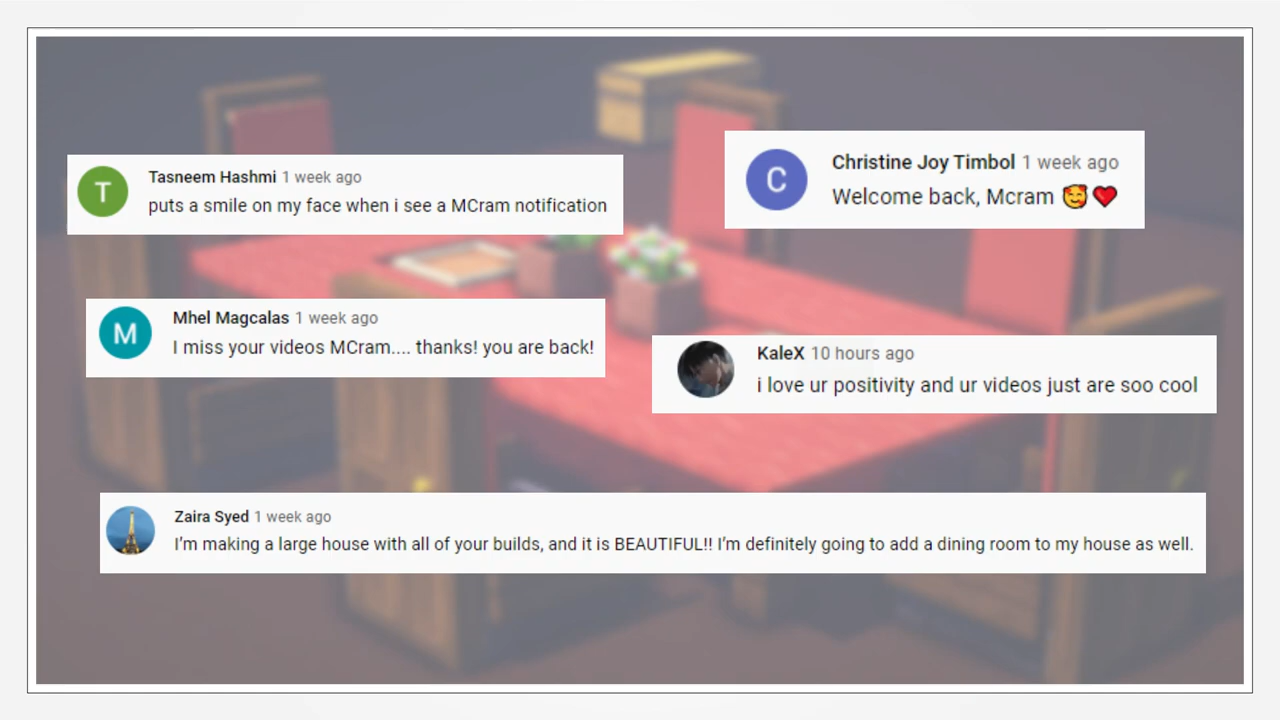 T
Tasneem Hashmi 1 week ago
puts a smile on my face whn i see a MCram notification
C
Christine Joy Timbol 1 week ago
Welcome back, Mcram 🥰❤️
M
Mhel Magcalas 1 week ago
I miss your videos MCram.... thanks! you are back!
KaleX 10 hours ago
i love ur positivity and ur videos just are soo cool
Zaira Syed 1 week ago
I'm making a large house with all of your builds, and it is BEAUTIFUL!! I'm definitely going to add a dining room to my house as well.